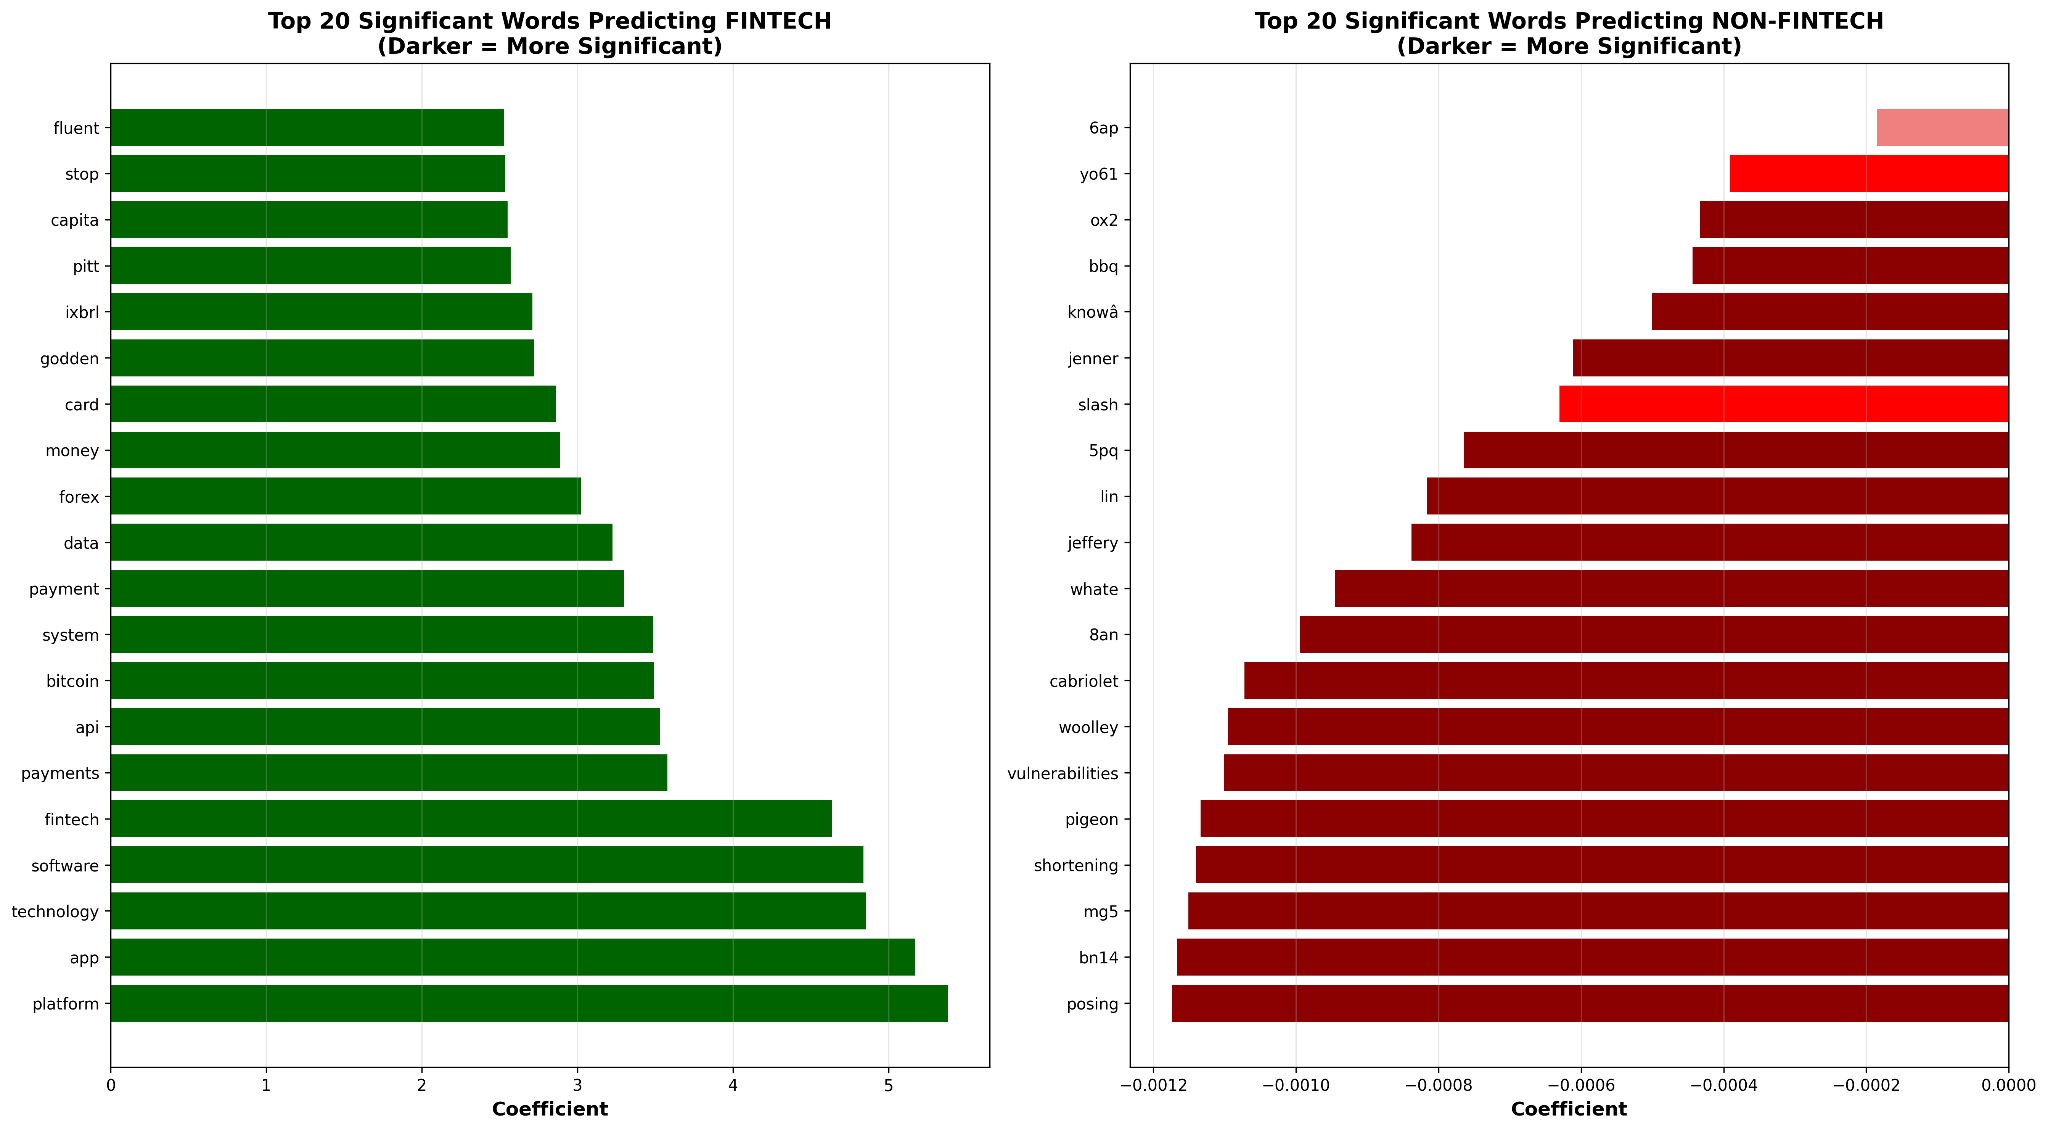 Top 20 Significant Words Predicting FINTECH
(Darker = More Significant)
fluent
stop
capita
pitt
ixbrl
godden
card
money
forex
data
payment
system
bitcoin
api
payments
fintech
software
technology
app
platform
0 1 2 3 4 5
Coefficient
Top 20 Significant Words Predicting NON-FINTECH
(Darker = More Significant)
6ap
yo61
ox2
bbq
knowâ
jenner
slash
5pq
lin
jeffery
whate
8an
cabriolet
woolley
vulnerabilities
pigeon
shortening
mg5
bn14
posing
−0.0012 −0.0010 −0.0008 −0.0006 −0.0004 −0.0002 0.0000
Coefficient